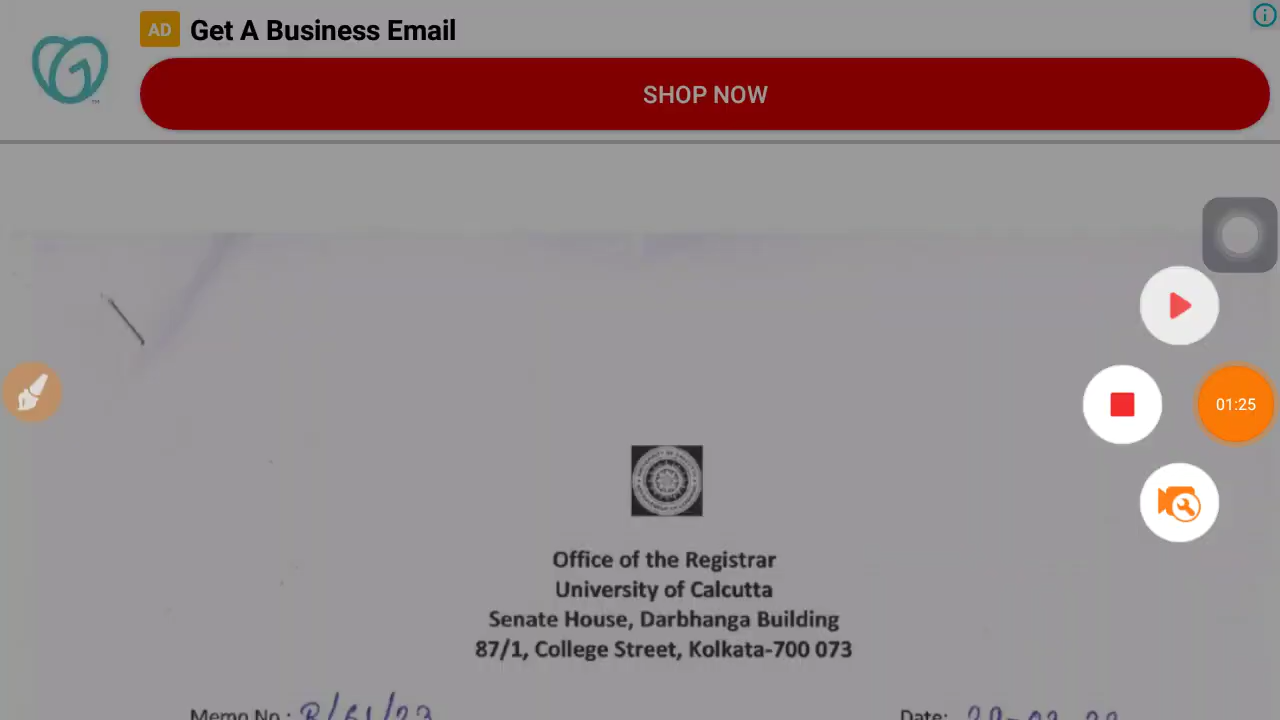 AD Get A Business Email
SHOP NOW
01:25
Office of the Registrar
University of Calcutta
Senate House, Darbhanga Building
87/1, College Street, Kolkata-700 073
Memo No :
Date: